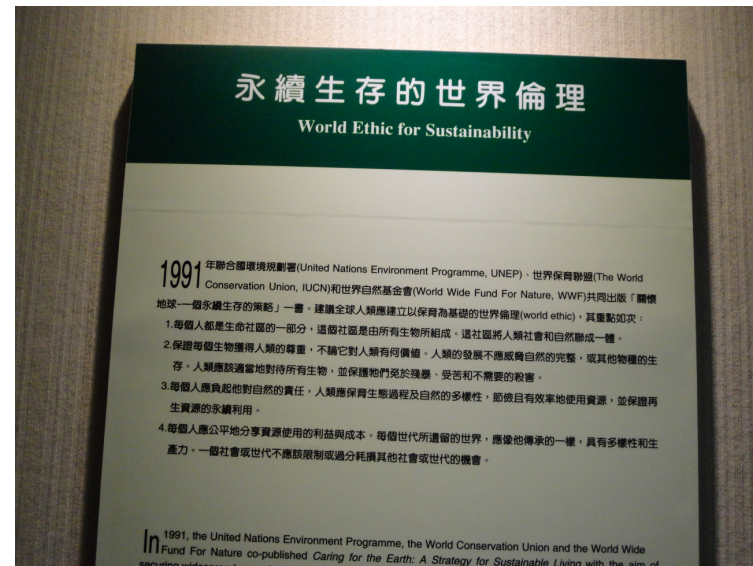 永續生存的世界倫理
World Ethic for Sustainability
1991年聯合國環境規劃署(United Nations Environment Programme, UNEP)、世界保育聯盟(The World
Conservation Union, IUCN)和世界自然基金會(World Wide Fund For Nature, WWF)共同出版「關懷
地球-一個永續生存的策略」一書。建議全球人類應建立以保育為基礎的世界倫理(world ethic)，其重點如次：
1.每個人都是生命社區的一部分，這個社區是由所有生物所組成。這社區將人類社會和自然聯成一體。
2.保證每個生物獲得人類的尊重，不論它對人類有何價值。人類的發展不應威脅自然的完整，或其他物種的生
存。人類應該適當地對待所有生物，並保護牠們免於殘暴、受苦和不需要的殺害。
3.每個人應負起他對自然的責任，人類應保育生態過程及自然的多樣性，節儉且有效率地使用資源，並保證再
生資源的永續利用。
4.每個人應公平地分享資源使用的利益與成本。每個世代所遺留的世界，應像他傳承的一樣，具有多樣性和生
產力。一個社會或世代不應該限制或過分耗損其他社會或世代的機會。
In 1991, the United Nations Environment Programme, the World Conservation Union and the World Wide
Fund For Nature co-published Caring for the Earth: A Strategy for Sustainable Living with the aim of
securing